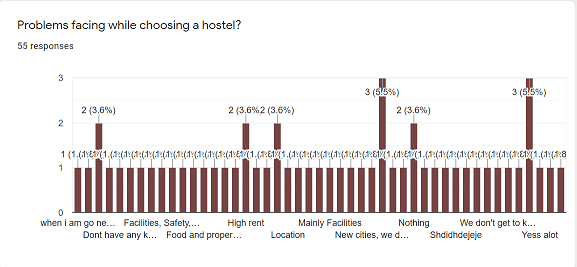 Problems facing while choosing a hostel?
55 responses
3
3 (5.5%)
3 (5.5%)
2 (3.6%)
2 (3.6%)
2 (3.6%)
2 (3.6%)
2
1
0
when i am go ne...
Facilities, Safety,...
High rent
Mainly Facilities
Nothing
We don't get to k...
Dont have any k...
Food and proper...
Location
New cities, we d...
Shdidhdejeje
Yess alot